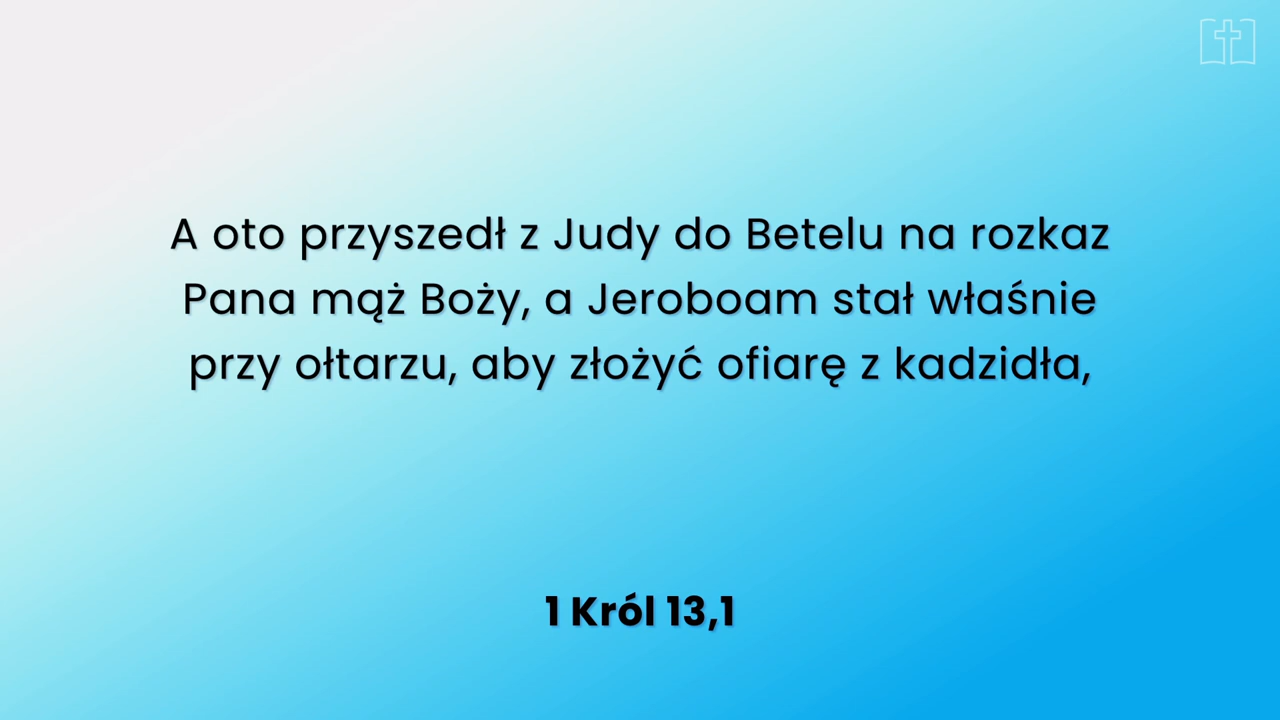 A oto przyszedł z Judy do Betelu na rozkaz
Pana mąż Boży, a Jeroboam stał właśnie
przy ołtarzu, aby złożyć ofiarę z kadzidła,
1 Król 13,1